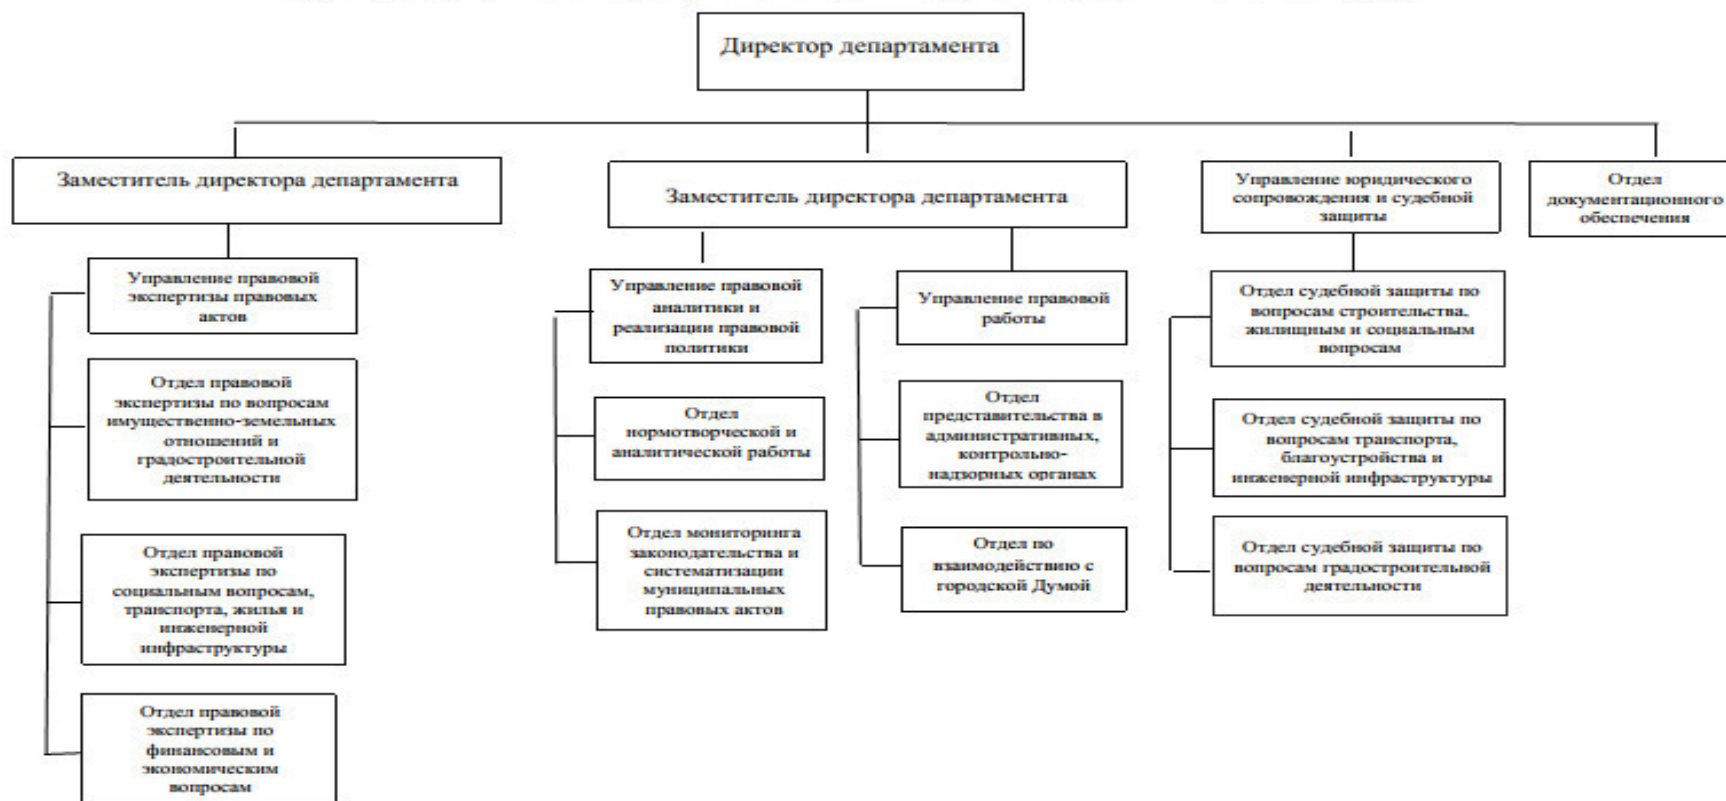 Директор департамента
Заместитель директора департамента
Управление правовой
экспертизы правовых
актов
Отдел правовой
экспертизы по вопросам
имущественно-земельных
отношений и
градостроительной
деятельности
Отдел правовой
экспертизы по
социальным вопросам,
транспорта, жилья и
инженерной
инфраструктуры
Отдел правовой
экспертизы по
финансовым и
экономическим
вопросам
Заместитель директора департамента
Управление правовой
аналитики и
реализации правовой
политики
Отдел
нормотворческой и
аналитической работы
Отдел мониторинга
законодательства и
систематизации
муниципальных
правовых актов
Управление правовой
работы
Отдел
представительства в
административных,
контрольно-
надзорных органах
Отдел по
взаимодействию с
городской Думой
Управление юридического
сопровождения и судебной
защиты
Отдел судебной защиты по
вопросам строительства,
жилищным и социальным
вопросам
Отдел судебной защиты по
вопросам транспорта,
благоустройства и
инженерной инфраструктуры
Отдел судебной защиты по
вопросам градостроительной
деятельности
Отдел
документационного
обеспечения